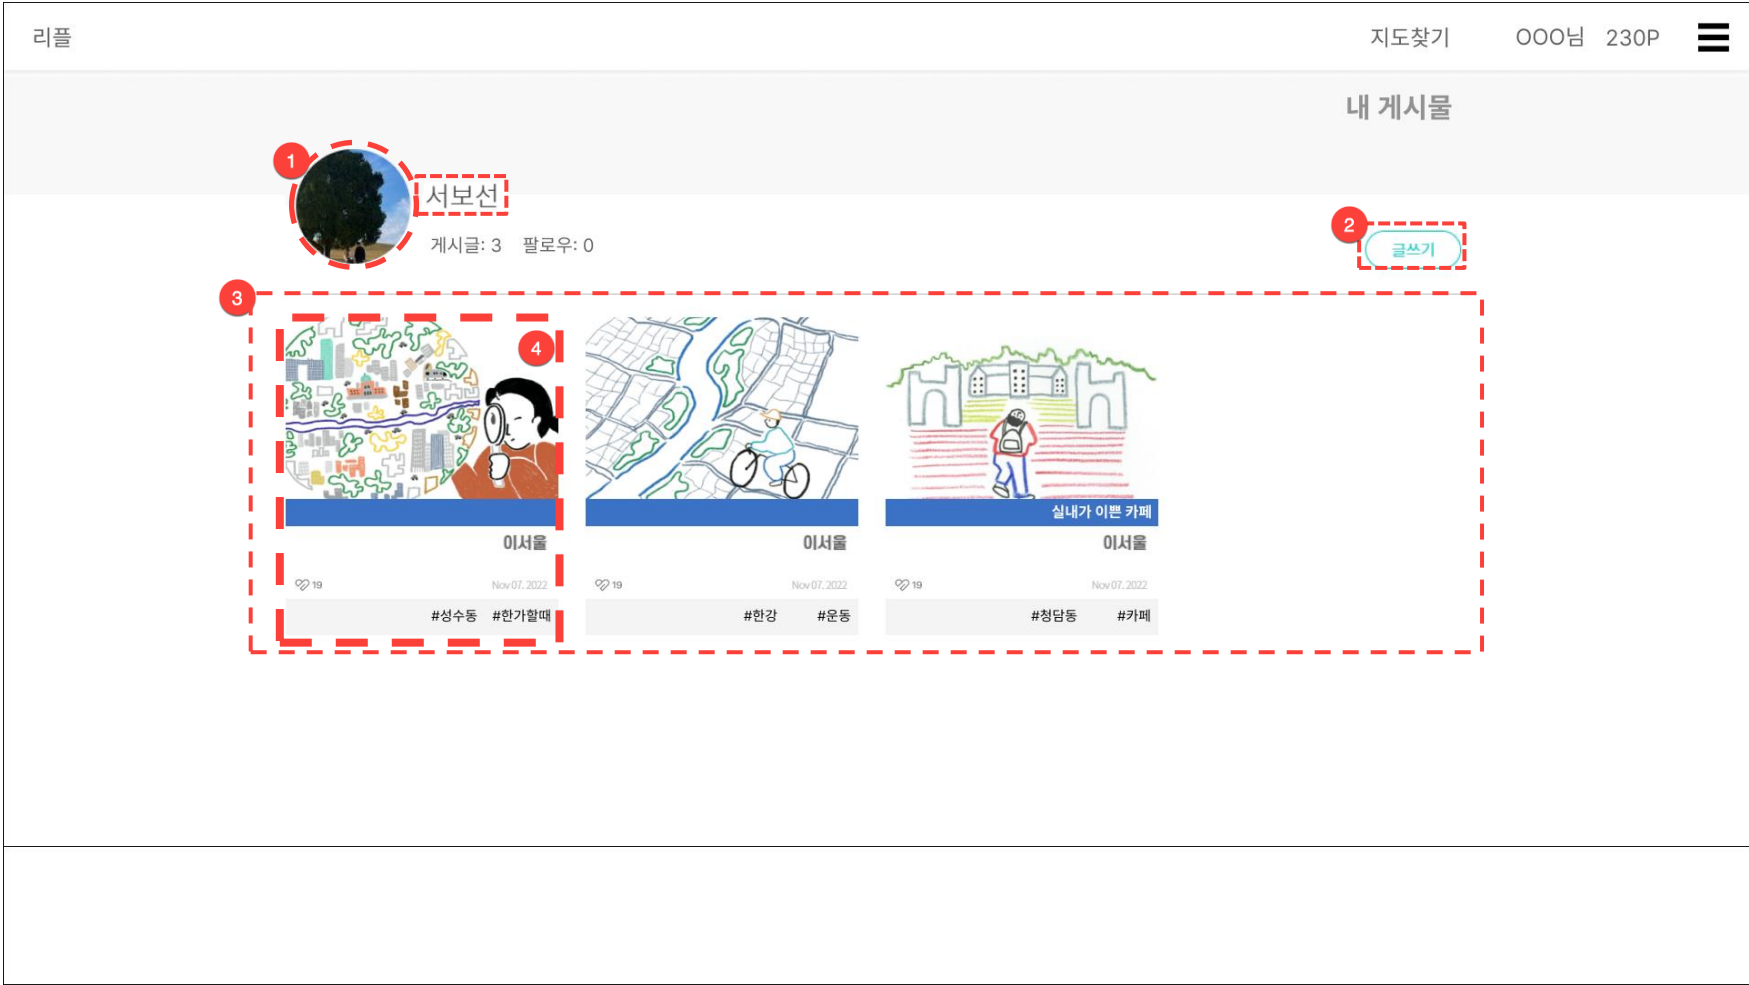 리플 지도찾기 OOO님 230P
내 게시물
1
서보선
게시글: 3 팔로우: 0
2
글쓰기
3
4
실내가 이쁜 카페
이서울 이서울 이서울
19 Nov 07. 2022 19 Nov 07. 2022 19 Nov 07. 2022
#성수동 #한가할때 #한강 #운동 #청담동 #카페